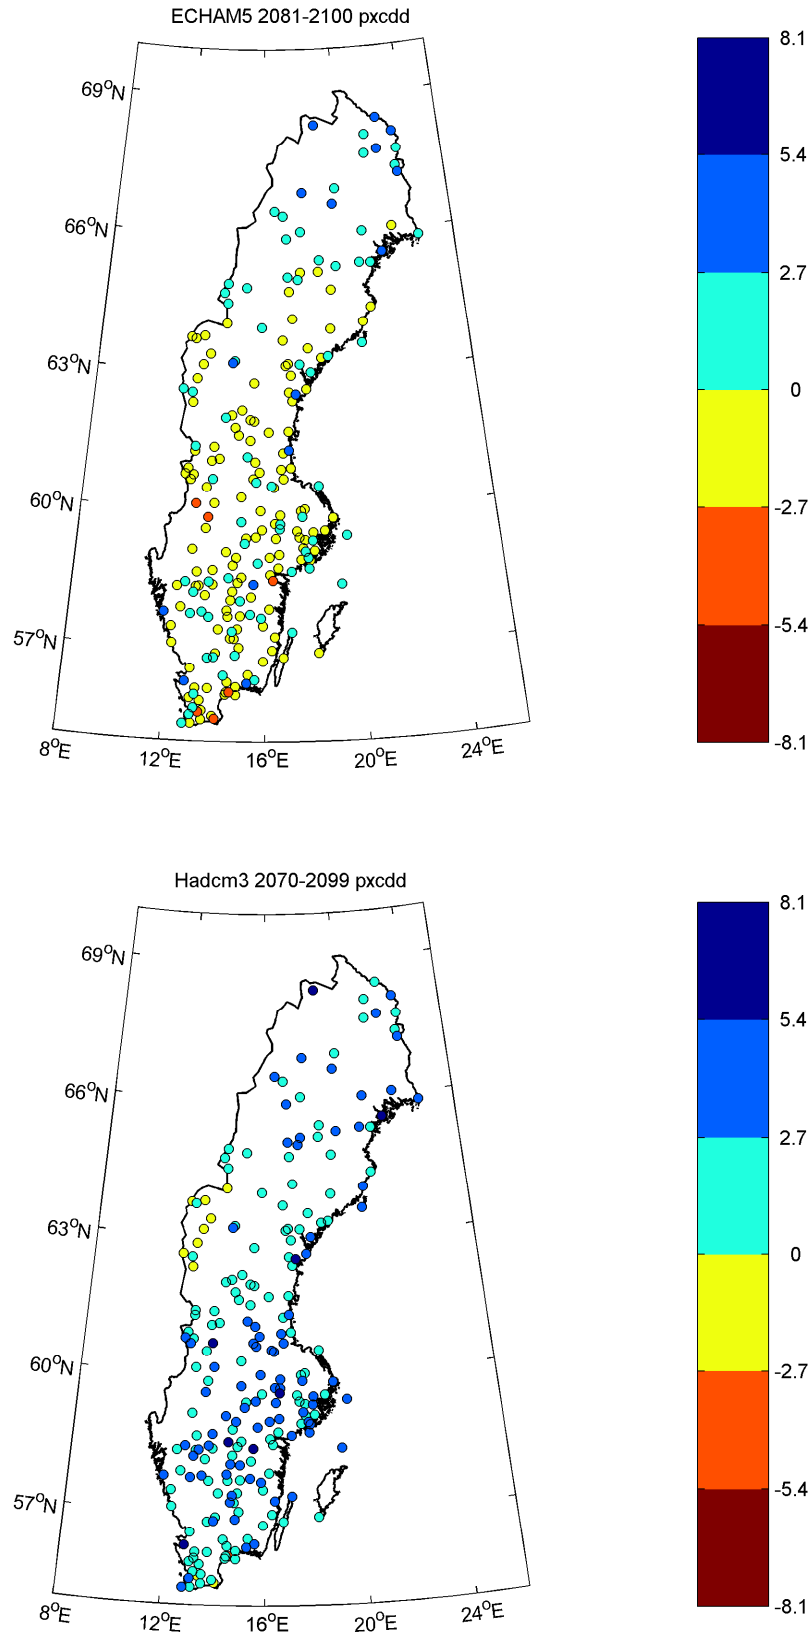 ECHAM5 2081-2100 pxcdd
8.1
69°N
5.4
66°N
2.7
63°N
0
60°N
-2.7
57°N
-5.4
8°E
12°E
16°E
20°E
24°E
-8.1
Hadcm3 2070-2099 pxcdd
8.1
69°N
5.4
66°N
2.7
63°N
0
60°N
-2.7
57°N
-5.4
8°E
12°E
16°E
20°E
24°E
-8.1